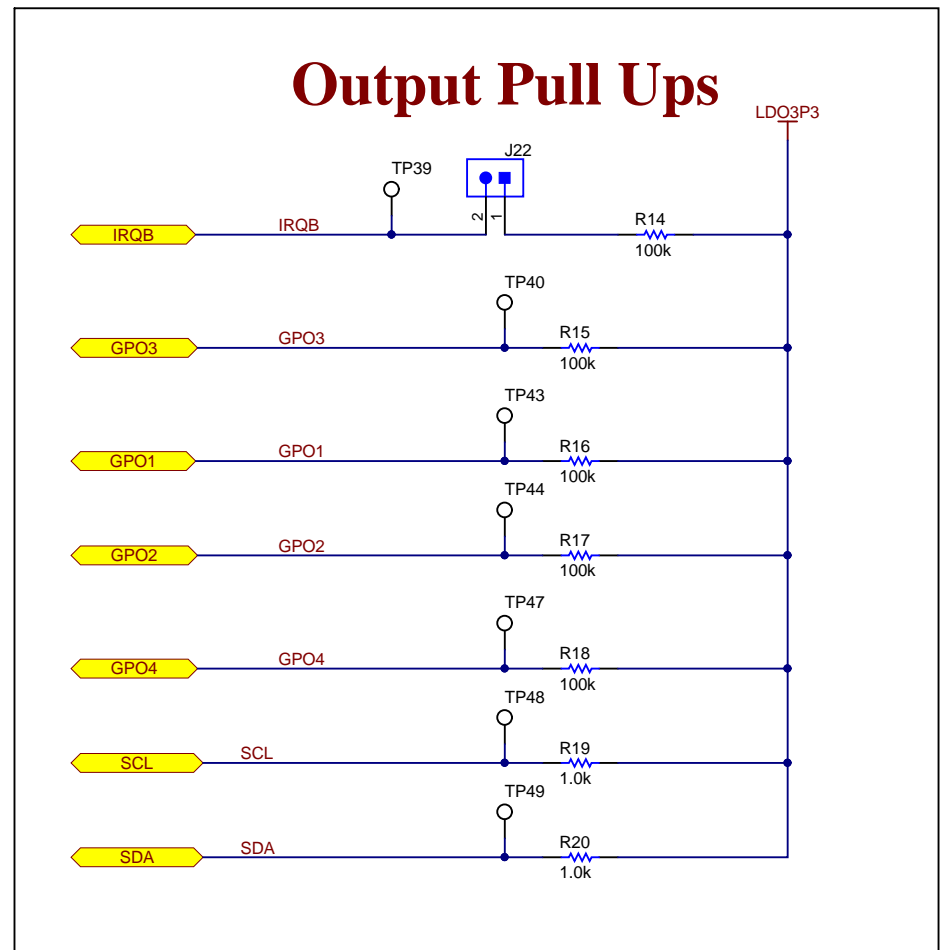 Output Pull Ups
LDO3P3
J22
TP39
2
1
R14
IRQB
IRQB
100k
TP40
R15
GPO3
GPO3
100k
TP43
R16
GPO1
GPO1
100k
TP44
R17
GPO2
GPO2
100k
TP47
R18
GPO4
GPO4
100k
TP48
R19
SCL
SCL
1.0k
TP49
R20
SDA
SDA
1.0k